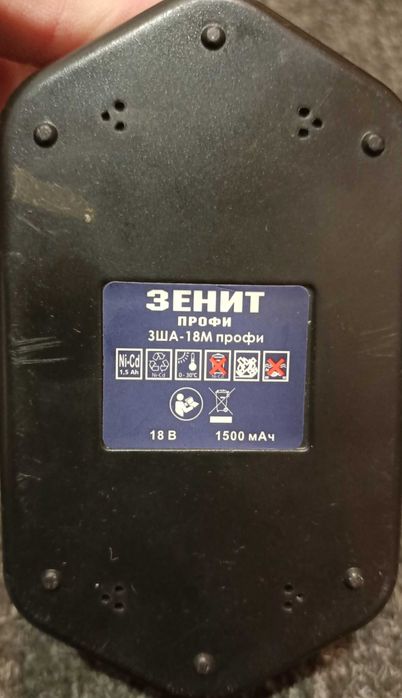 ЗЕНИТ
ПРОФИ
ЗША-18М профи
Ni-Cd
1,5 Ah
Ni-Cd
0 - 30°C
18 В 1500 мАч